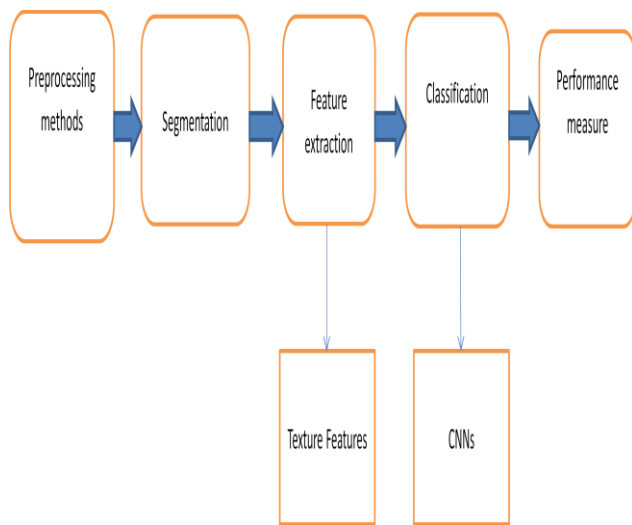 Preprocessing
methods
Segmentation
Feature
extraction
Classification
Performance
measure
Texture Features
CNNs